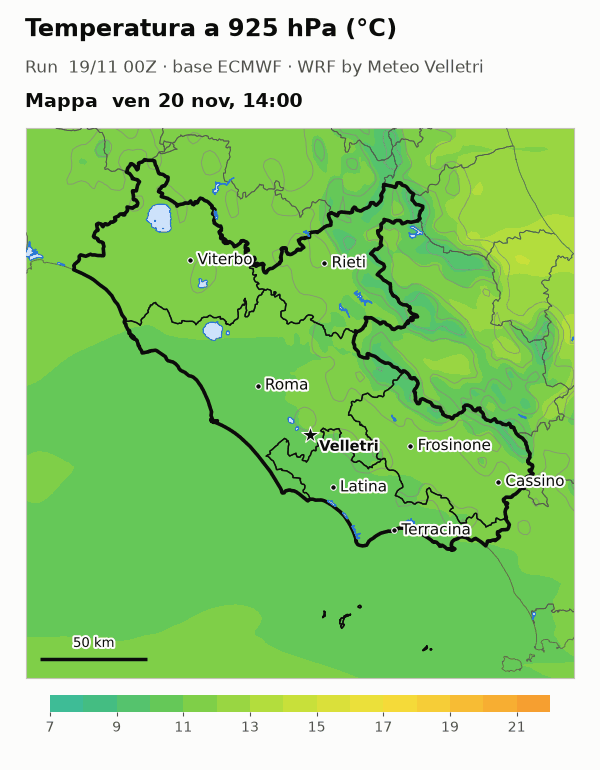 Temperatura a 925 hPa (°C)
Run  19/11 00Z · base ECMWF · WRF by Meteo Velletri
Mappa  ven 20 nov, 14:00
Viterbo
Rieti
Roma
Velletri
Frosinone
Cassino
Latina
Terracina
50 km
7 9 11 13 15 17 19 21